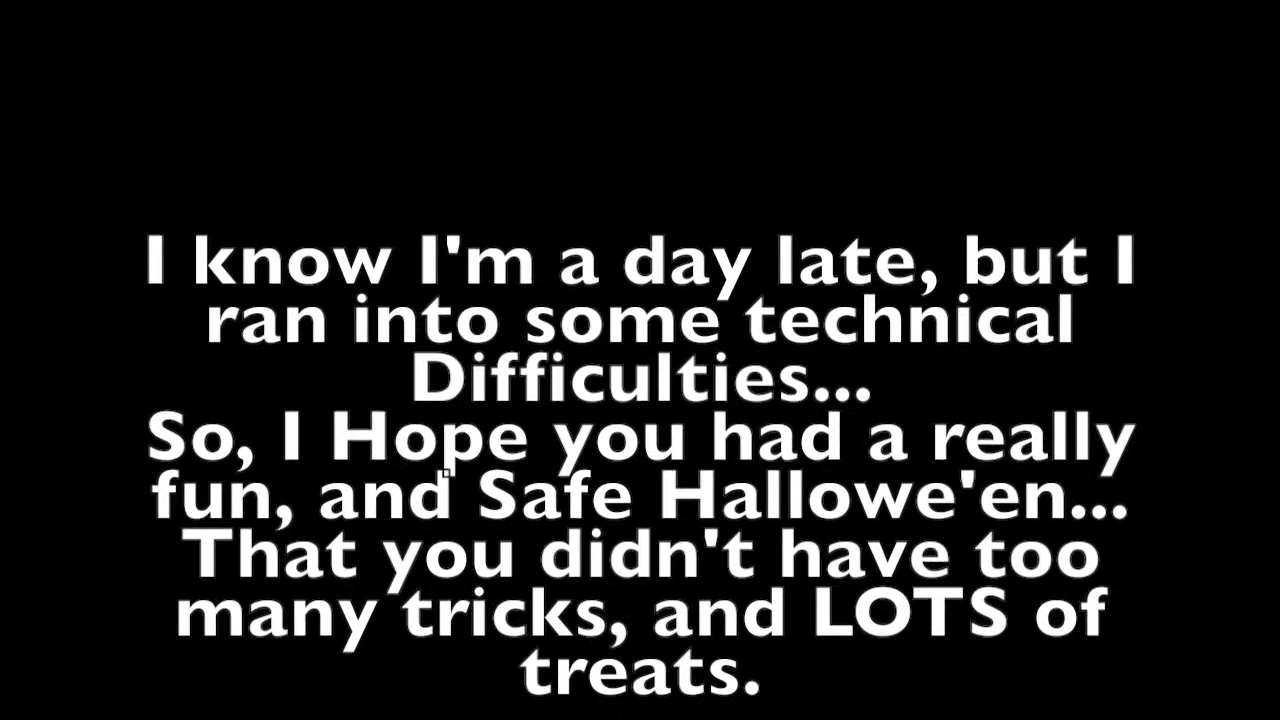 I know I'm a day late, but I
ran into some technical
Difficulties...
So, I Hope you had a really
fun, and Safe Hallowe'en...
That you didn't have too
many tricks, and LOTS of
treats.